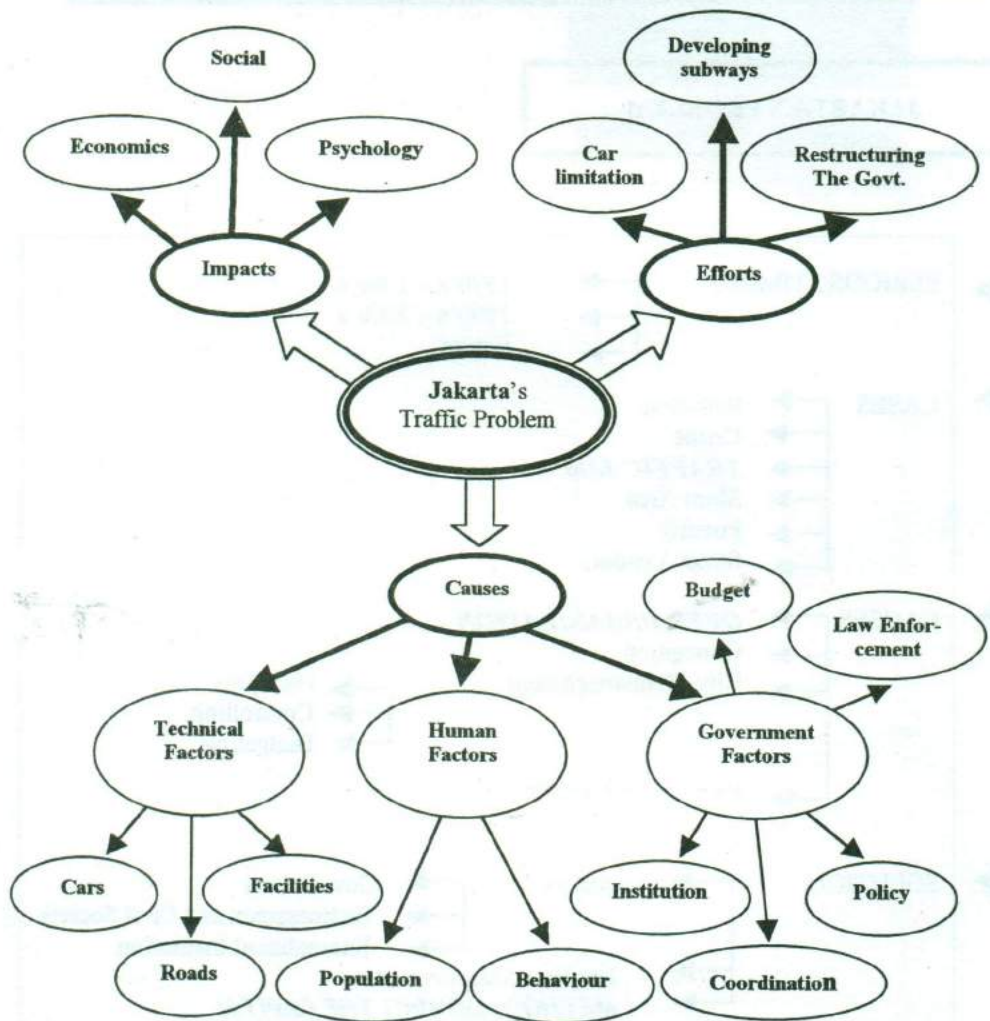 Social
Developing
subways
Economics
Psychology
Car
limitation
Restructuring
The Govt.
Impacts
Efforts
Jakarta's
Traffic Problem
Causes
Budget
Law Enfor-
cement
Technical
Factors
Human
Factors
Government
Factors
Cars
Facilities
Institution
Policy
Roads
Population
Behaviour
Coordination